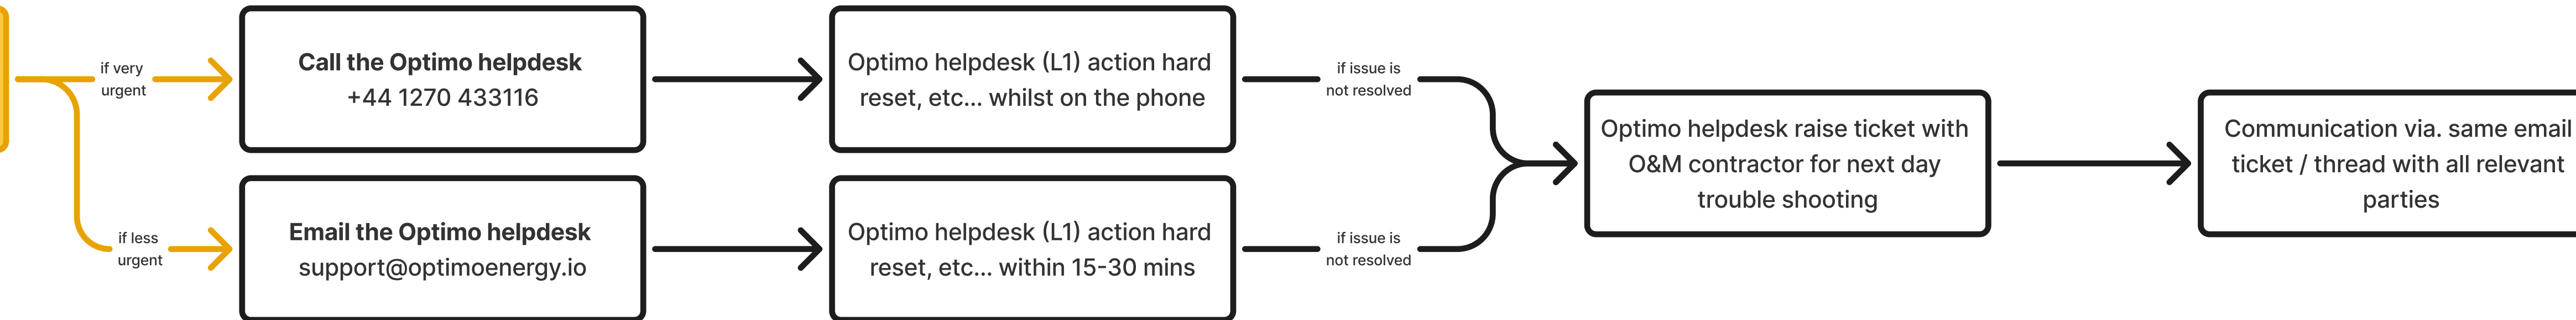 if very
urgent
Call the Optimo helpdesk
+44 1270 433116
Optimo helpdesk (L1) action hard
reset, etc... whilst on the phone
if issue is
not resolved
if less
urgent
Email the Optimo helpdesk
support@optimoenergy.io
Optimo helpdesk (L1) action hard
reset, etc... within 15-30 mins
if issue is
not resolved
Optimo helpdesk raise ticket with
O&M contractor for next day
trouble shooting
Communication via. same email
ticket / thread with all relevant
parties